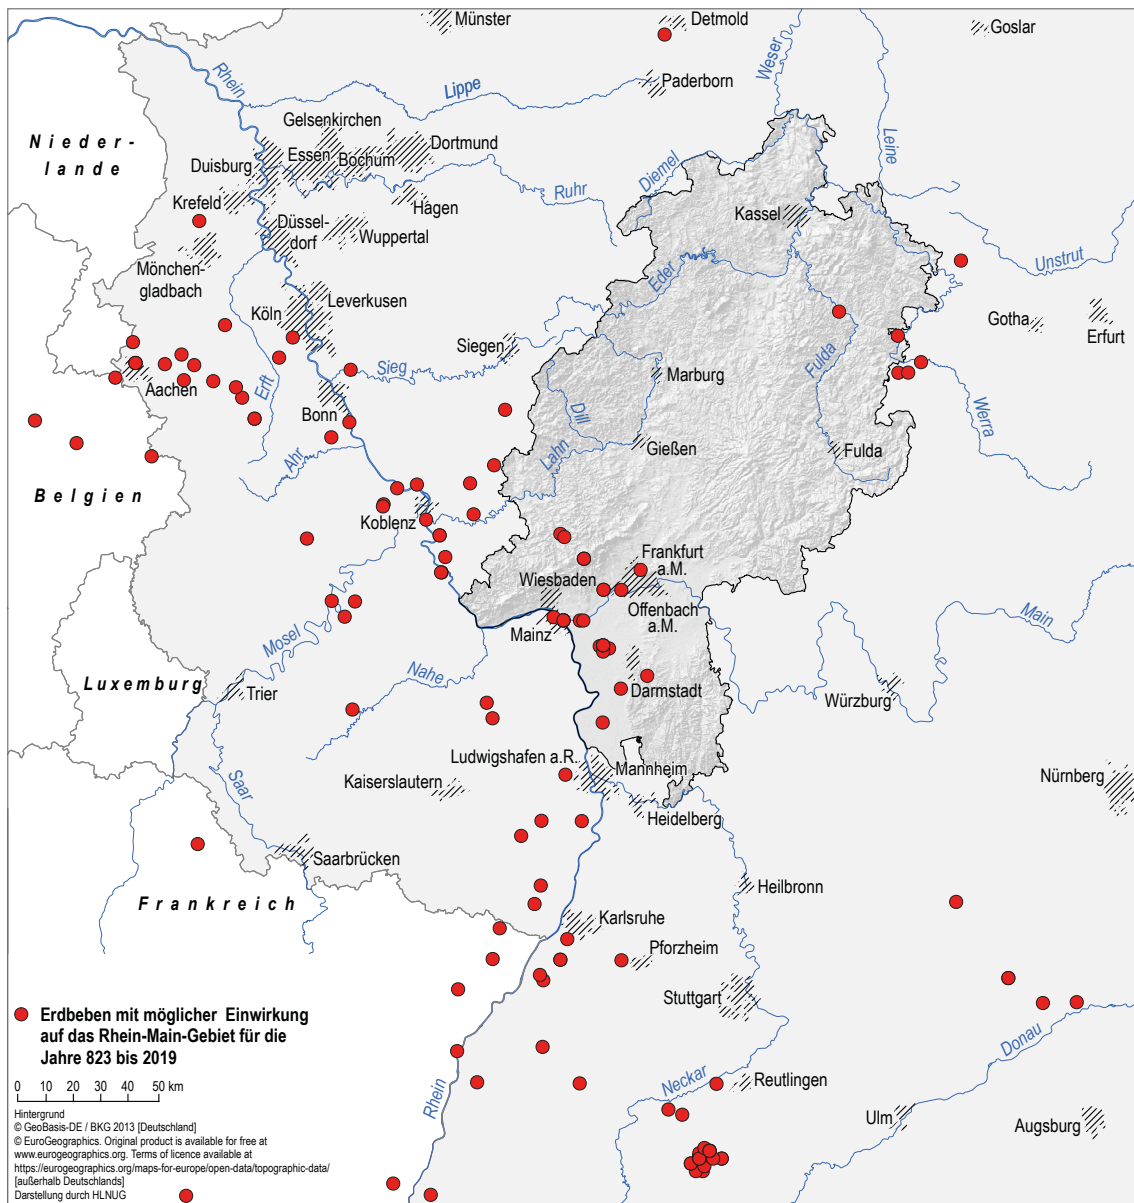 Münster
Detmold
Goslar
Weser
Rhein
Lippe
Paderborn
Leine
Nieder-
lande
Gelsenkirchen
Duisburg
Essen
Bochum
Dortmund
Diemel
Ruhr
Krefeld
Hagen
Kassel
Düssel-
dorf
Wuppertal
Mönchen-
gladbach
Unstrut
Eder
Leverkusen
Köln
Gotha
Erfurt
Siegen
Sieg
Fulda
Marburg
Aachen
Erft
Bonn
Dill
Werra
Gießen
Fulda
Lahn
Ahr
Belgien
Koblenz
Frankfurt
a.M.
Wiesbaden
Offenbach
a.M.
Main
Mainz
Mosel
Nahe
Luxemburg
Trier
Darmstadt
Würzburg
Ludwigshafen a.R.
Mannheim
Saar
Kaiserslautern
Nürnberg
Heidelberg
Saarbrücken
Heilbronn
Frankreich
Karlsruhe
Pforzheim
Stuttgart
Erdbeben mit möglicher Einwirkung
auf das Rhein-Main-Gebiet für die
Jahre 823 bis 2019
Donau
0 10 20 30 50 km
Neckar
Reutlingen
Rhein
Ulm
Augsburg
Hintergrund
© GeoBasis-DE / BKG 2013 [Deutschland]
© EuroGeographics. Original product is available for free at
www.eurogeographics.org. Terms of licence available at
https://eurogeographics.org/maps-for-europe/open-data/topographic-data/
[außerhalb Deutschlands]
Darstellung durch HLNUG